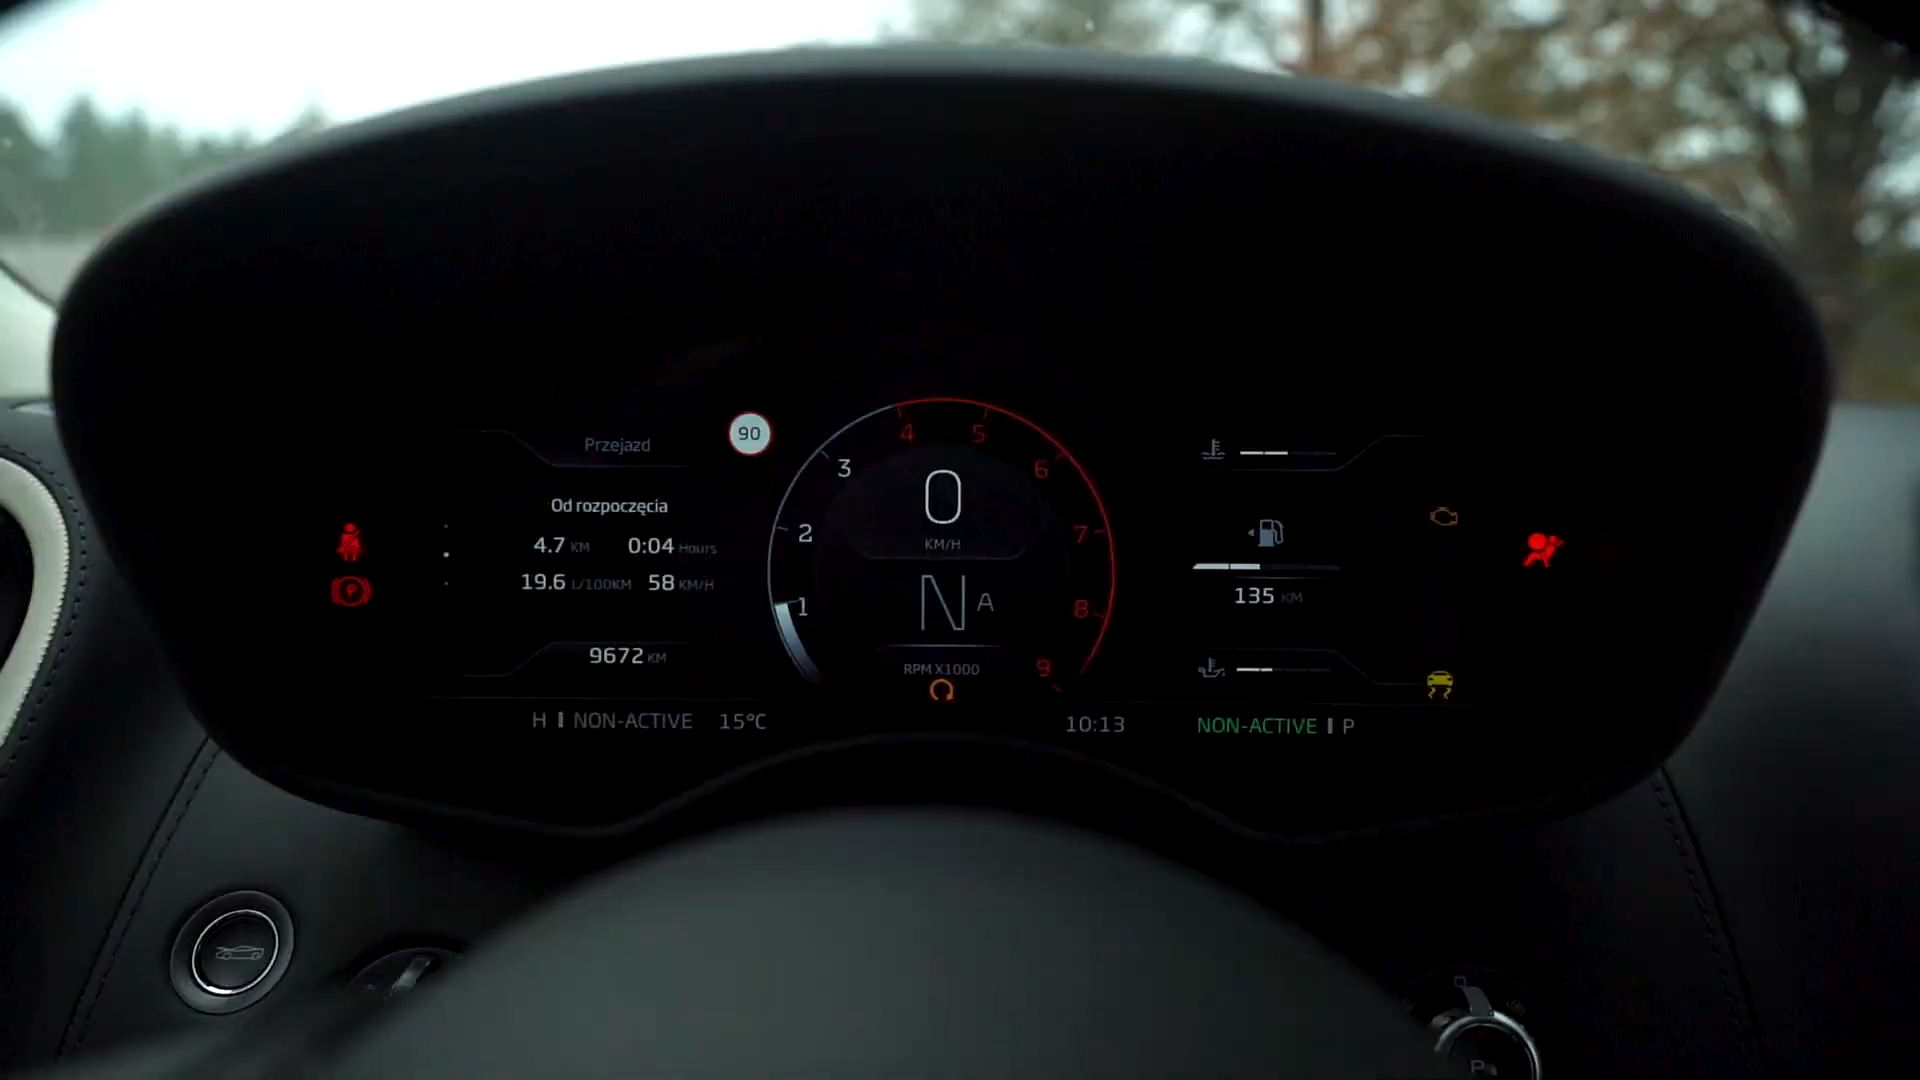 Przejazd
90
Od rozpoczęcia
4.7 KM 0:04 Hours
19.6 L/100KM 58 KM/H
9672 KM
H NON-ACTIVE 15°C
1 2 3 4 5 6 7 8 9
0
KM/H
N A
RPM X1000
135 KM
10:13
NON-ACTIVE P
P
P